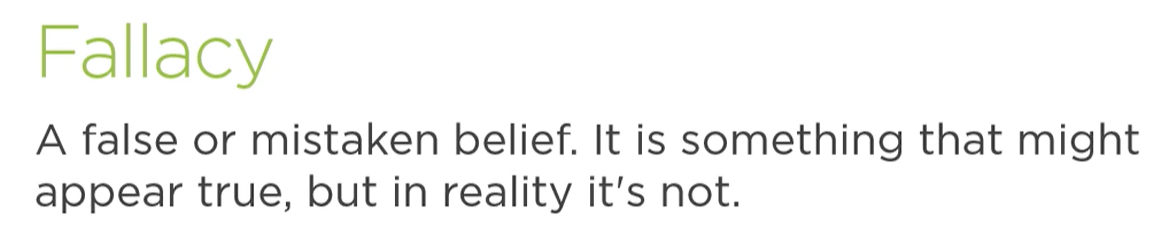 Fallacy
A false or mistaken belief. It is something that might
appear true, but in reality it's not.